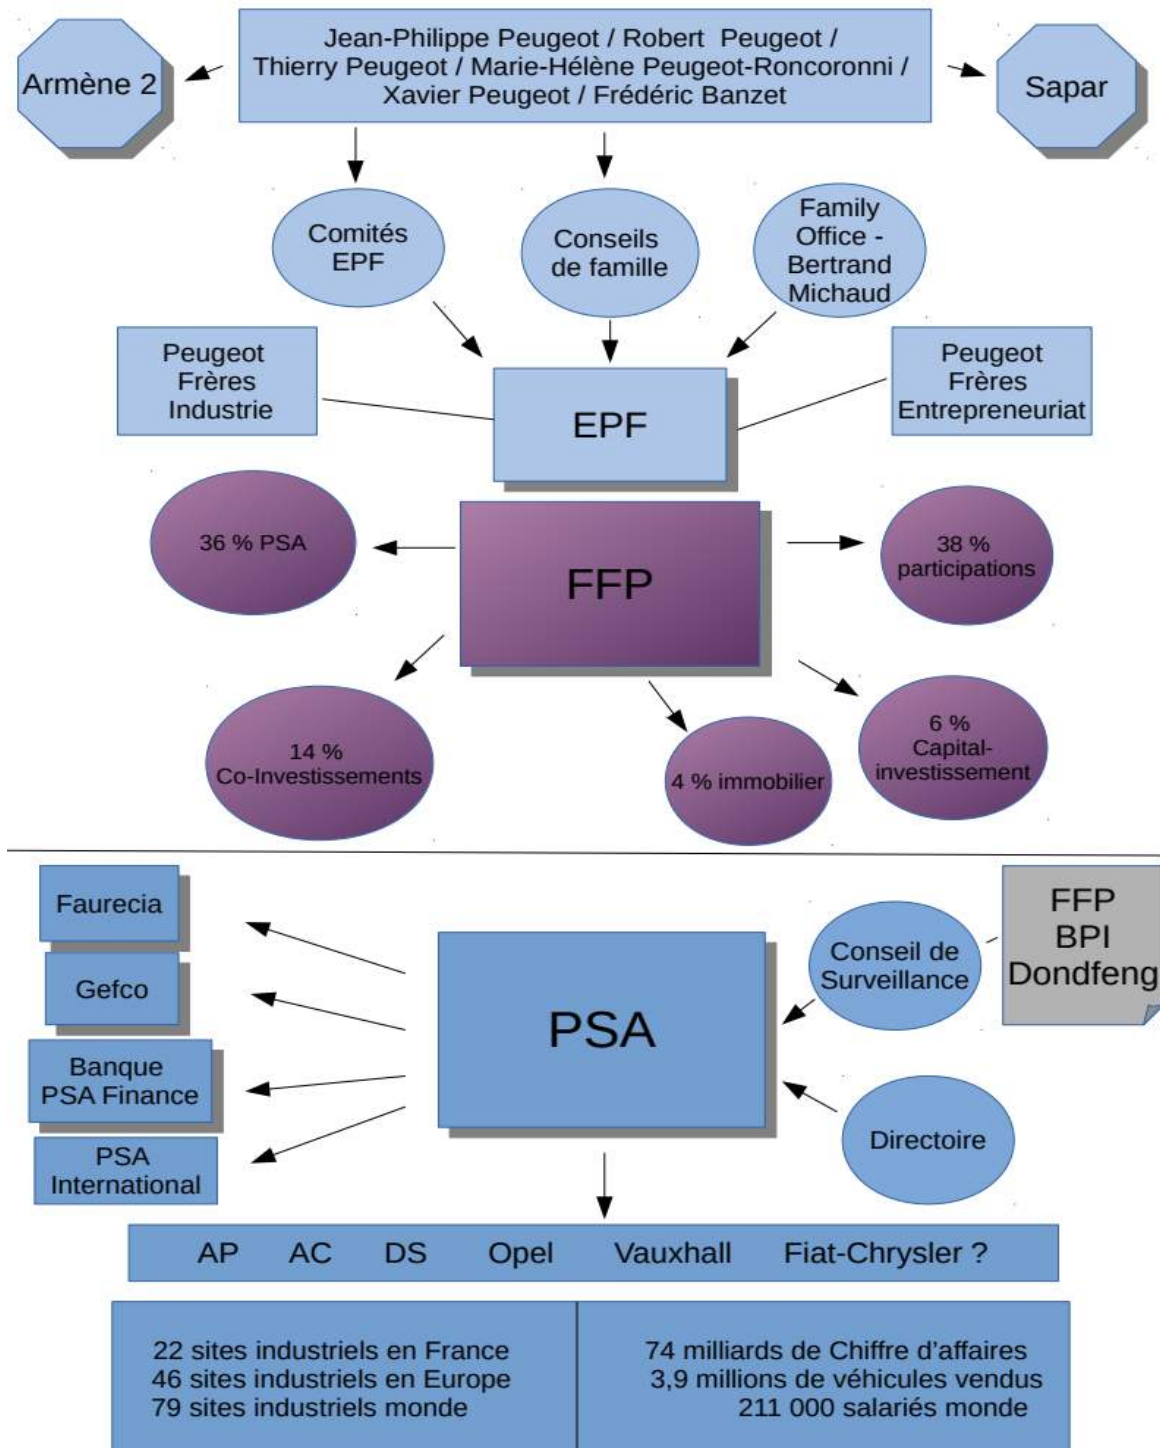 Jean-Philippe Peugeot / Robert  Peugeot /
Thierry Peugeot / Marie-Hélène Peugeot-Roncoronni /
Xavier Peugeot / Frédéric Banzet
Armène 2
Sapar
Comités
EPF
Conseils
de famille
Family
Office -
Bertrand
Michaud
Peugeot
Frères
Industrie
EPF
Peugeot
Frères
Entrepreneuriat
36 % PSA
FFP
38 %
participations
14 %
Co-Investissements
4 % immobilier
6 %
Capital-
investissement
Faurecia
Gefco
Banque
PSA Finance
PSA
International
PSA
Conseil de
Surveillance
FFP
BPI
Dondfeng
Directoire
AP AC DS Opel Vauxhall Fiat-Chrysler ?
22 sites industriels en France
46 sites industriels en Europe
79 sites industriels monde
74 milliards de Chiffre d'affaires
3,9 millions de véhicules vendus
211 000 salariés monde